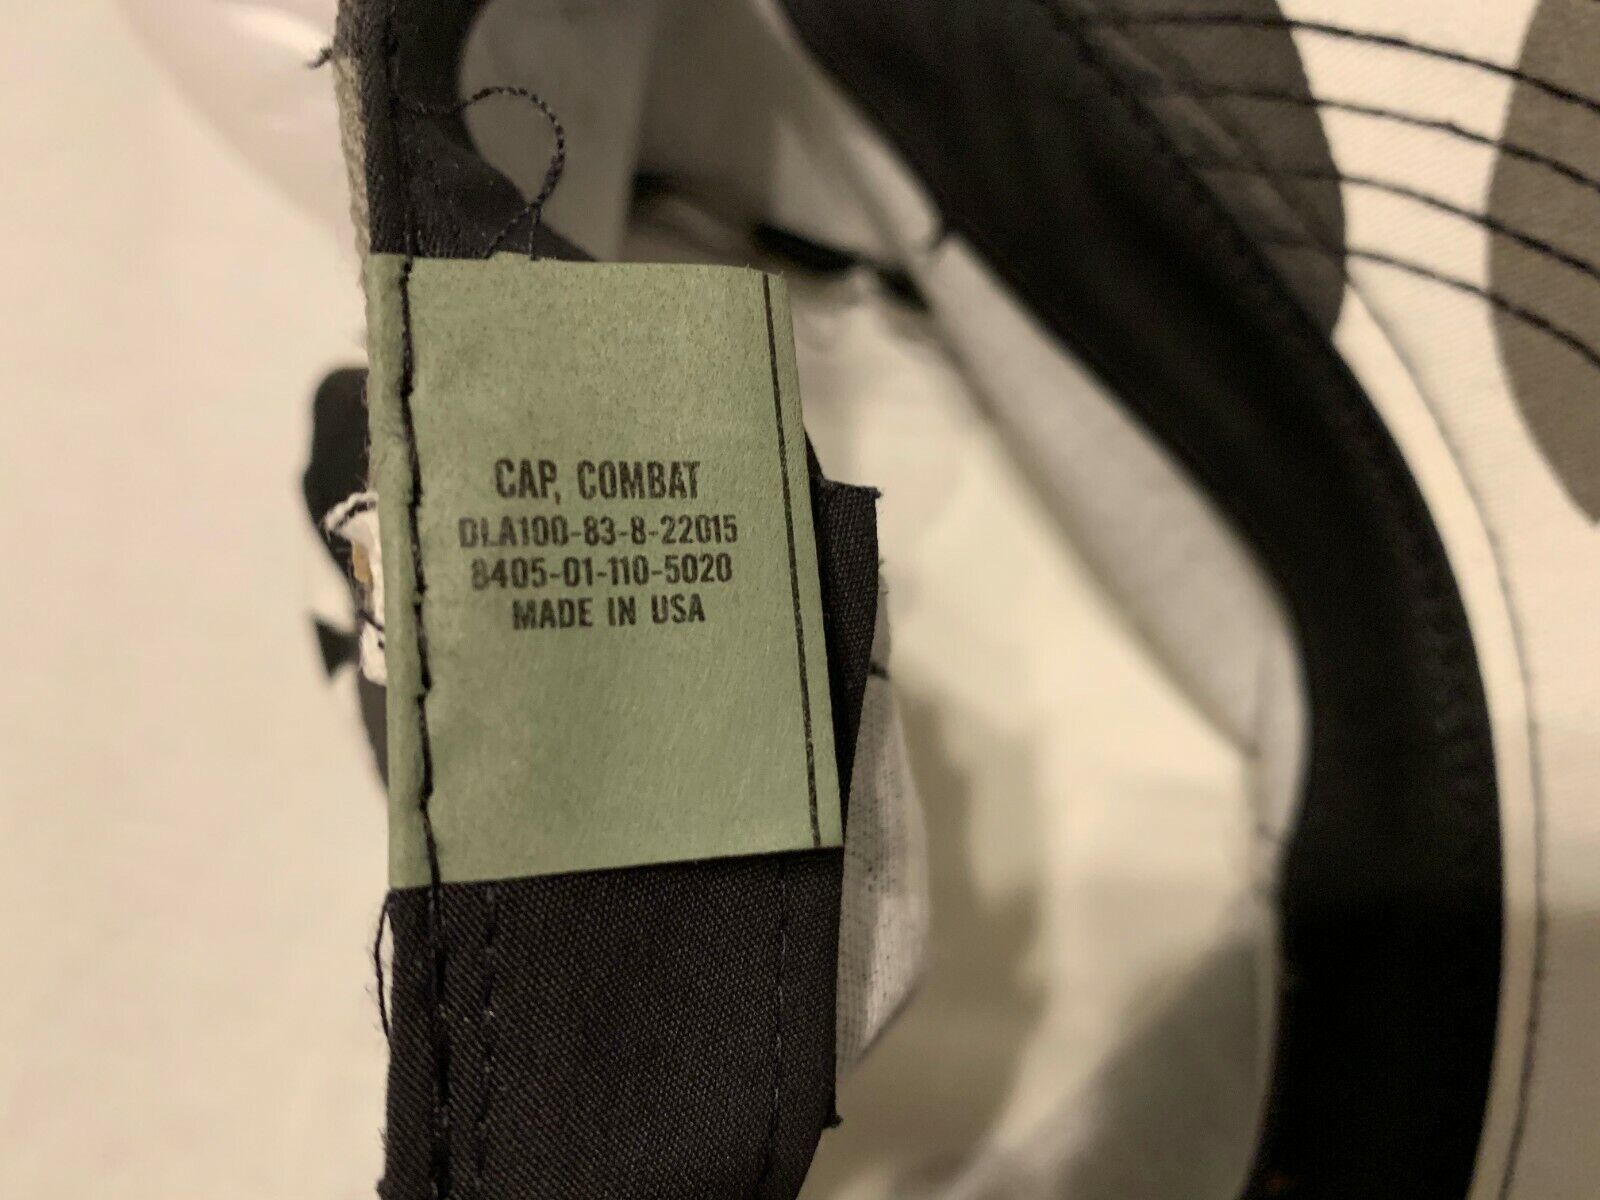 CAP, COMBAT
DLA100-83-8-22015
8405-01-110-5020
MADE IN USA